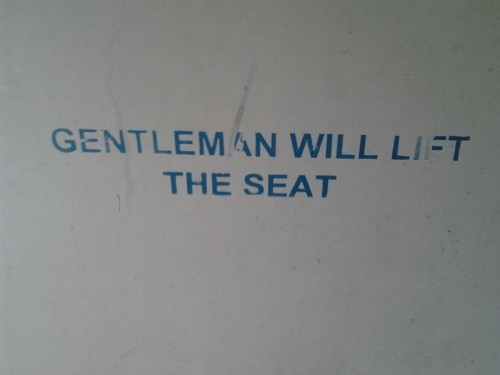 GENTLEMAN WILL LIFT
THE SEAT